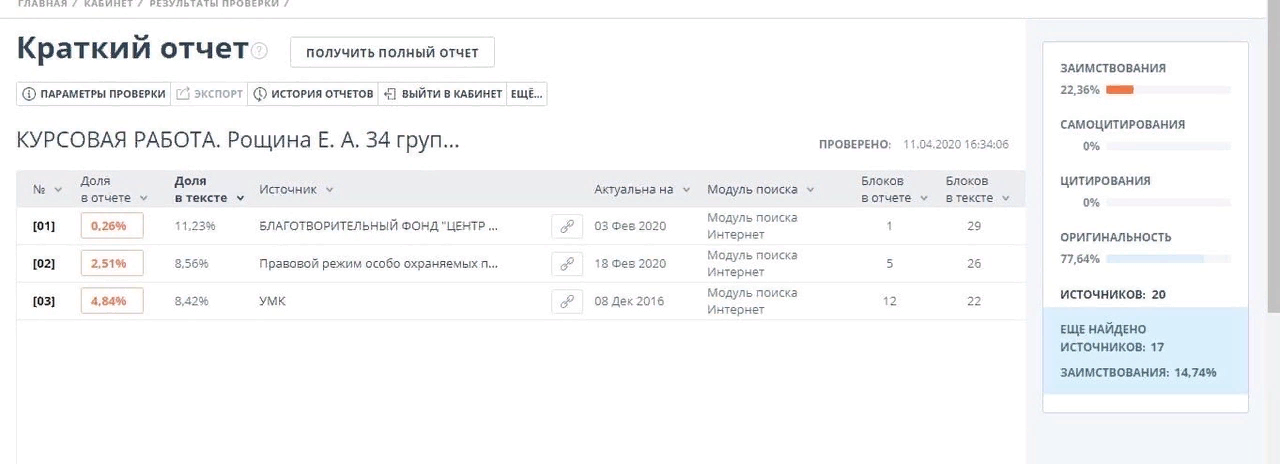 ГЛАВНАЯ / КАБИНЕТ / РЕЗУЛЬТАТЫ ПРОВЕРКИ /
Краткий отчет ?
ПОЛУЧИТЬ ПОЛНЫЙ ОТЧЕТ
ПАРАМЕТРЫ ПРОВЕРКИ ЭКСПОРТ ИСТОРИЯ ОТЧЕТОВ ВЫЙТИ В КАБИНЕТ ЕЩЁ...
КУРСОВАЯ РАБОТА. Рощина Е. А. 34 груп...
ПРОВЕРЕНО: 11.04.2020 16:34:06
№ Доля в отчете Доля в тексте Источник Актуальна на Модуль поиска Блоков в отчете Блоков в тексте
[01] 0,26% 11,23% БЛАГОТВОРИТЕЛЬНЫЙ ФОНД "ЦЕНТР ... 03 Фев 2020 Модуль поиска Интернет 1 29
[02] 2,51% 8,56% Правовой режим особо охраняемых п... 18 Фев 2020 Модуль поиска Интернет 5 26
[03] 4,84% 8,42% УМК 08 Дек 2016 Модуль поиска Интернет 12 22
ЗАИМСТВОВАНИЯ
22,36%
САМОЦИТИРОВАНИЯ
0%
ЦИТИРОВАНИЯ
0%
ОРИГИНАЛЬНОСТЬ
77,64%
ИСТОЧНИКОВ: 20
ЕЩЕ НАЙДЕНО
ИСТОЧНИКОВ: 17
ЗАИМСТВОВАНИЯ: 14,74%